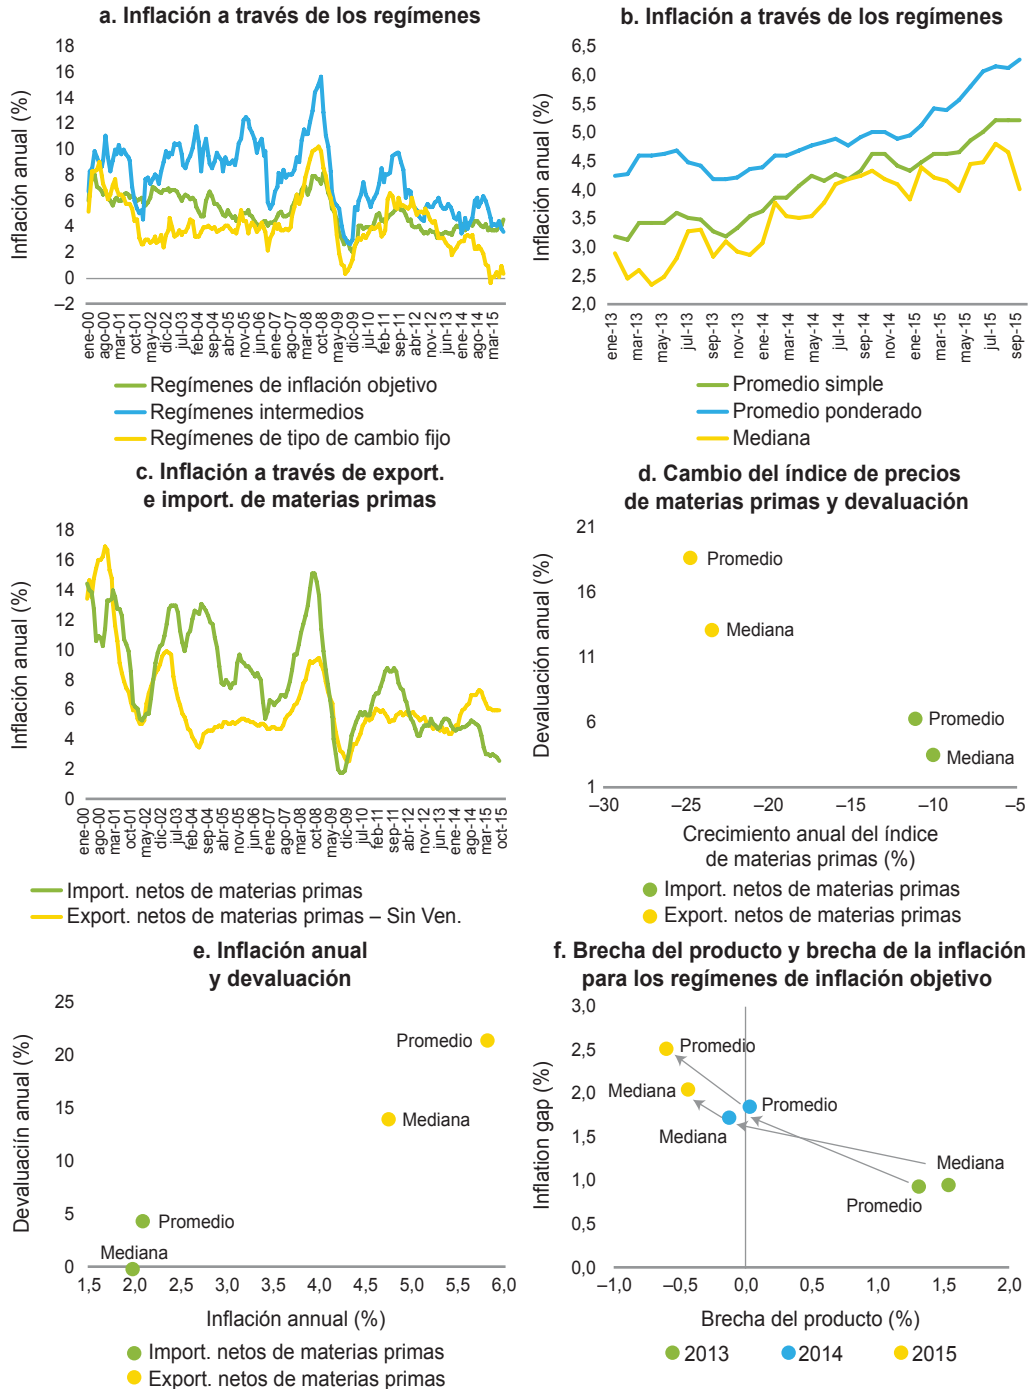 a. Inflación a través de los regímenes
Inflación anual (%)
18
16
14
12
10
8
6
4
2
0
–2
ene-00
ago-00
mar-01
oct-01
may-02
dic-02
jul-03
feb-04
sep-04
abr-05
nov-05
jun-06
ene-07
ago-07
mar-08
oct-08
may-09
dic-09
jul-10
feb-11
sep-11
abr-12
nov-12
jun-13
ene-14
ago-14
mar-15
Regímenes de inflación objetivo
Regímenes intermedios
Regímenes de tipo de cambio fijo
b. Inflación a través de los regímenes
Inflación anual (%)
6,5
6,0
5,5
5,0
4,5
4,0
3,5
3,0
2,5
2,0
ene-13
mar-13
may-13
jul-13
sep-13
nov-13
ene-14
mar-14
may-14
jul-14
sep-14
nov-14
ene-15
mar-15
may-15
jul-15
sep-15
Promedio simple
Promedio ponderado
Mediana
c. Inflación a través de export.
e import. de materias primas
Inflación anual (%)
18
16
14
12
10
8
6
4
2
0
ene-00
ago-00
mar-01
oct-01
may-02
dic-02
jul-03
feb-04
sep-04
abr-05
nov-05
jun-06
ene-07
ago-07
mar-08
oct-08
may-09
dic-09
jul-10
feb-11
sep-11
abr-12
nov-12
jun-13
ene-14
ago-14
mar-15
oct-15
Import. netos de materias primas
Export. netos de materias primas – Sin Ven.
d. Cambio del índice de precios
de materias primas y devaluación
Devaluación anual (%)
21
16
11
6
1
Promedio
Mediana
Promedio
Mediana
–30
–25
–20
–15
–10
–5
Crecimiento anual del índice
de materias primas (%)
Import. netos de materias primas
Export. netos de materias primas
e. Inflación anual
y devaluación
Devaluaciín anual (%)
25
20
15
10
5
0
Promedio
Mediana
Promedio
Mediana
1,5
2,0
2,5
3,0
3,5
4,0
4,5
5,0
5,5
6,0
Inflación annual (%)
Import. netos de materias primas
Export. netos de materias primas
f. Brecha del producto y brecha de la inflación
para los regímenes de inflación objetivo
Inflation gap (%)
3,0
2,5
2,0
1,5
1,0
0,5
0,0
Promedio
Mediana
Promedio
Mediana
Mediana
Promedio
–1,0
–0,5
0,0
0,5
1,0
1,5
2,0
Brecha del producto (%)
2013
2014
2015